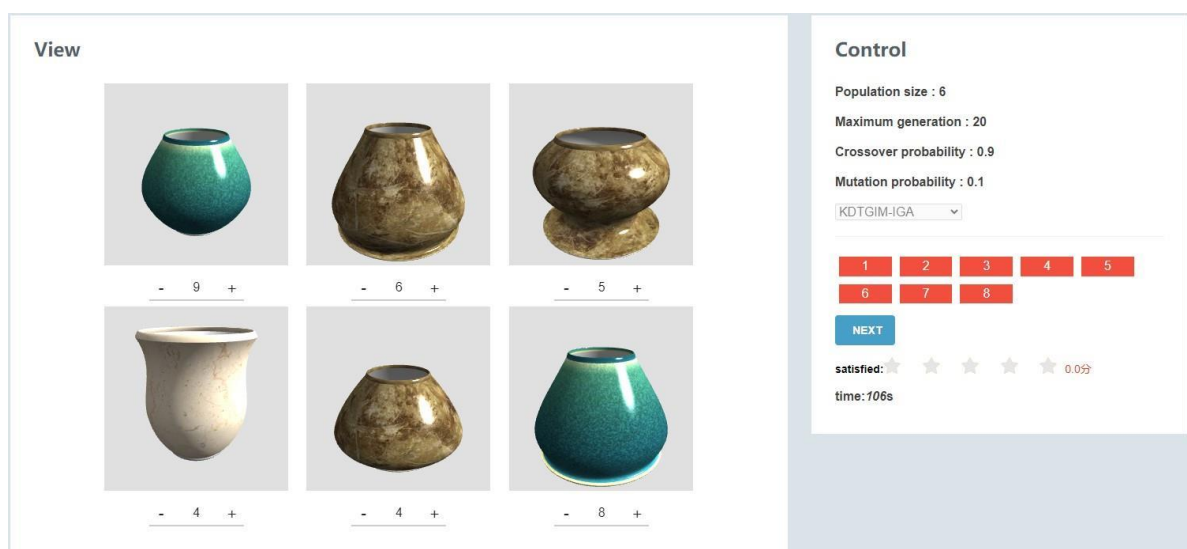 View
- 9 +
- 6 +
- 5 +
- 4 +
- 4 +
- 8 +
Control
Population size : 6
Maximum generation : 20
Crossover probability : 0.9
Mutation probability : 0.1
KDTGIM-IGA
1 2 3 4 5
6 7 8
NEXT
satisfied: 0.0分
time:106s